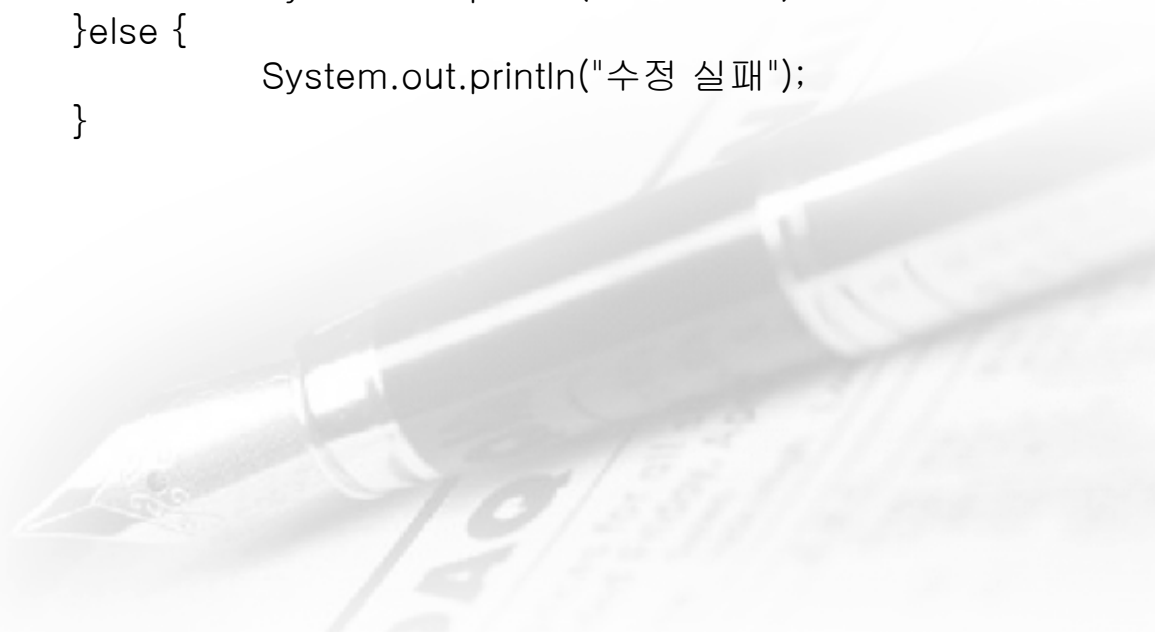 }else {
System.out.println("수정 실패");
}